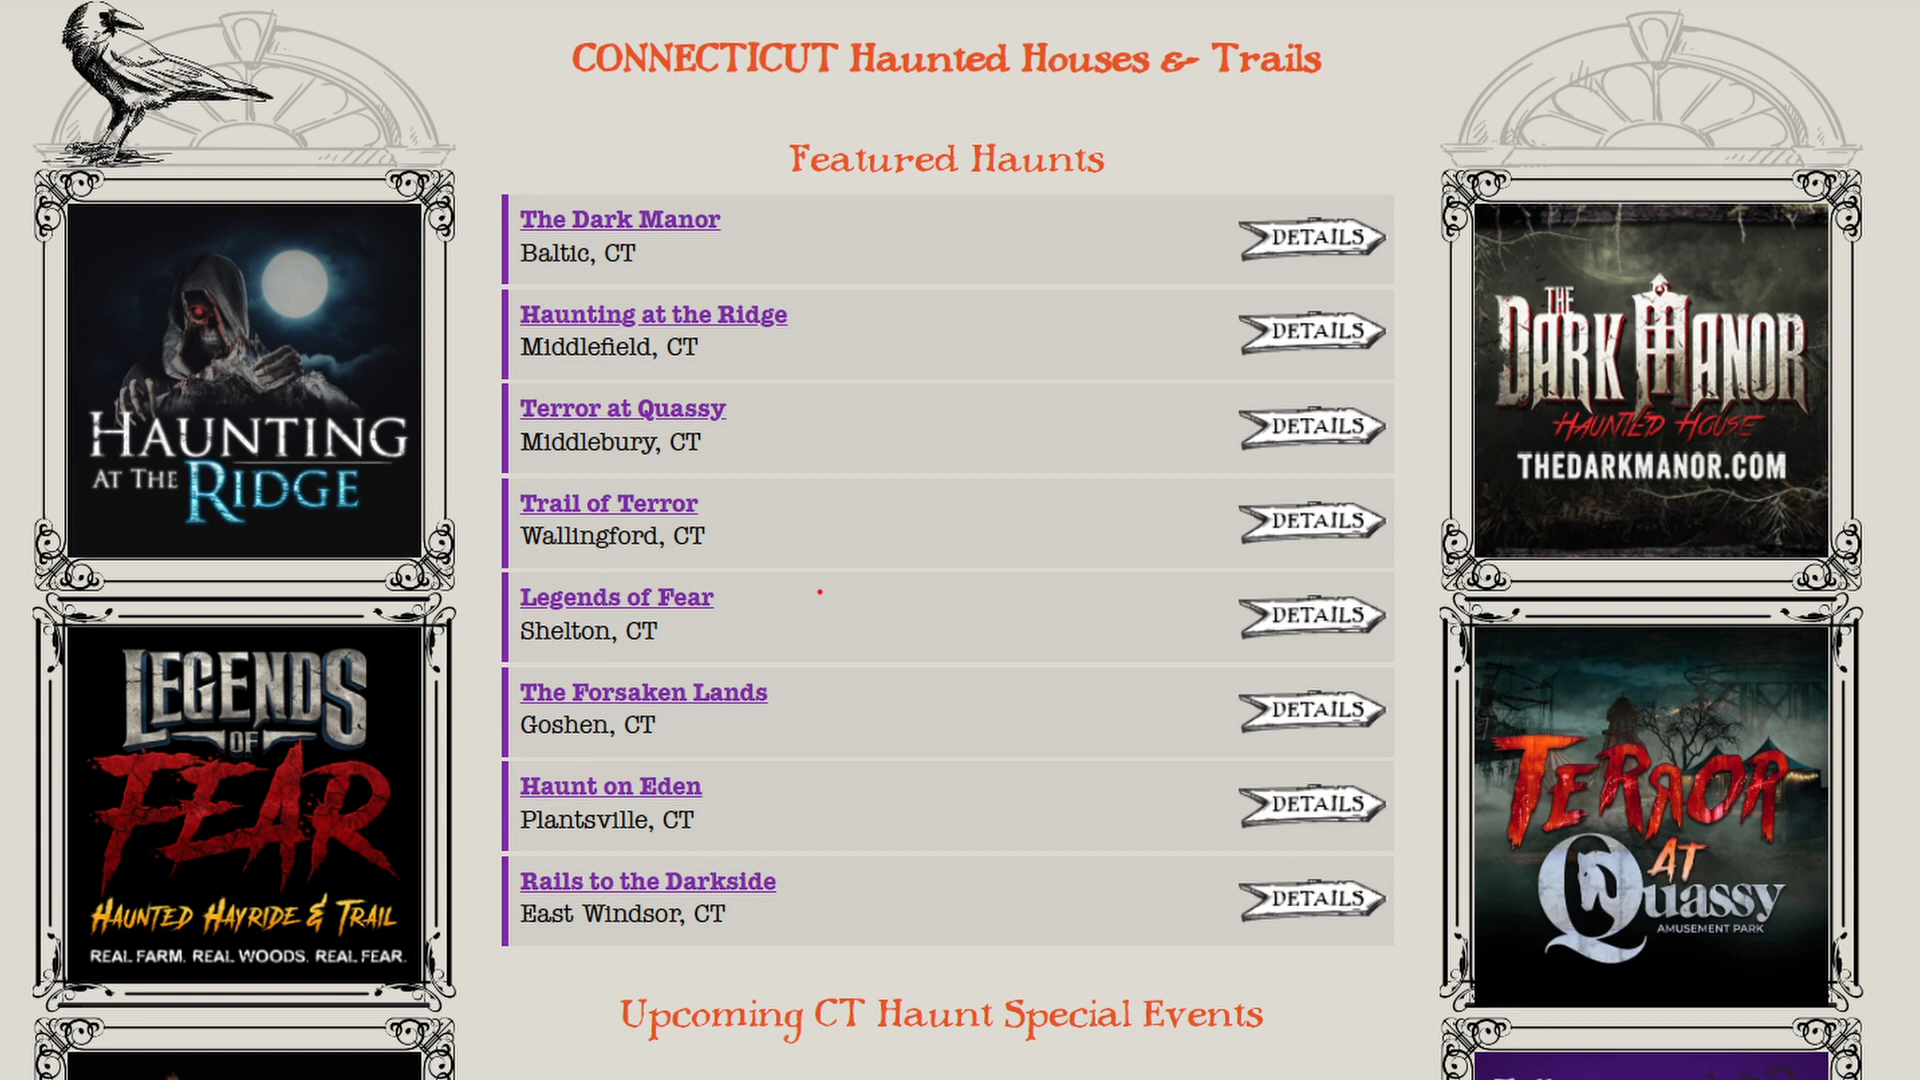 CONNECTICUT Haunted Houses & Trails
Featured Haunts
The Dark Manor
Baltic, CT
DETAILS
Haunting at the Ridge
Middlefield, CT
DETAILS
Terror at Quassy
Middlebury, CT
DETAILS
Trail of Terror
Wallingford, CT
DETAILS
Legends of Fear
Shelton, CT
DETAILS
The Forsaken Lands
Goshen, CT
DETAILS
Haunt on Eden
Plantsville, CT
DETAILS
Rails to the Darkside
East Windsor, CT
DETAILS
Upcoming CT Haunt Special Events
HAUNTING
AT THE RIDGE
LEGENDS
OF
FEAR
HAUNTED HAYRIDE & TRAIL
REAL FARM. REAL WOODS. REAL FEAR.
THE
DARK MANOR
HAUNTED HOUSE
THEDARKMANOR.COM
TERROR
AT
Quassy
AMUSEMENT PARK